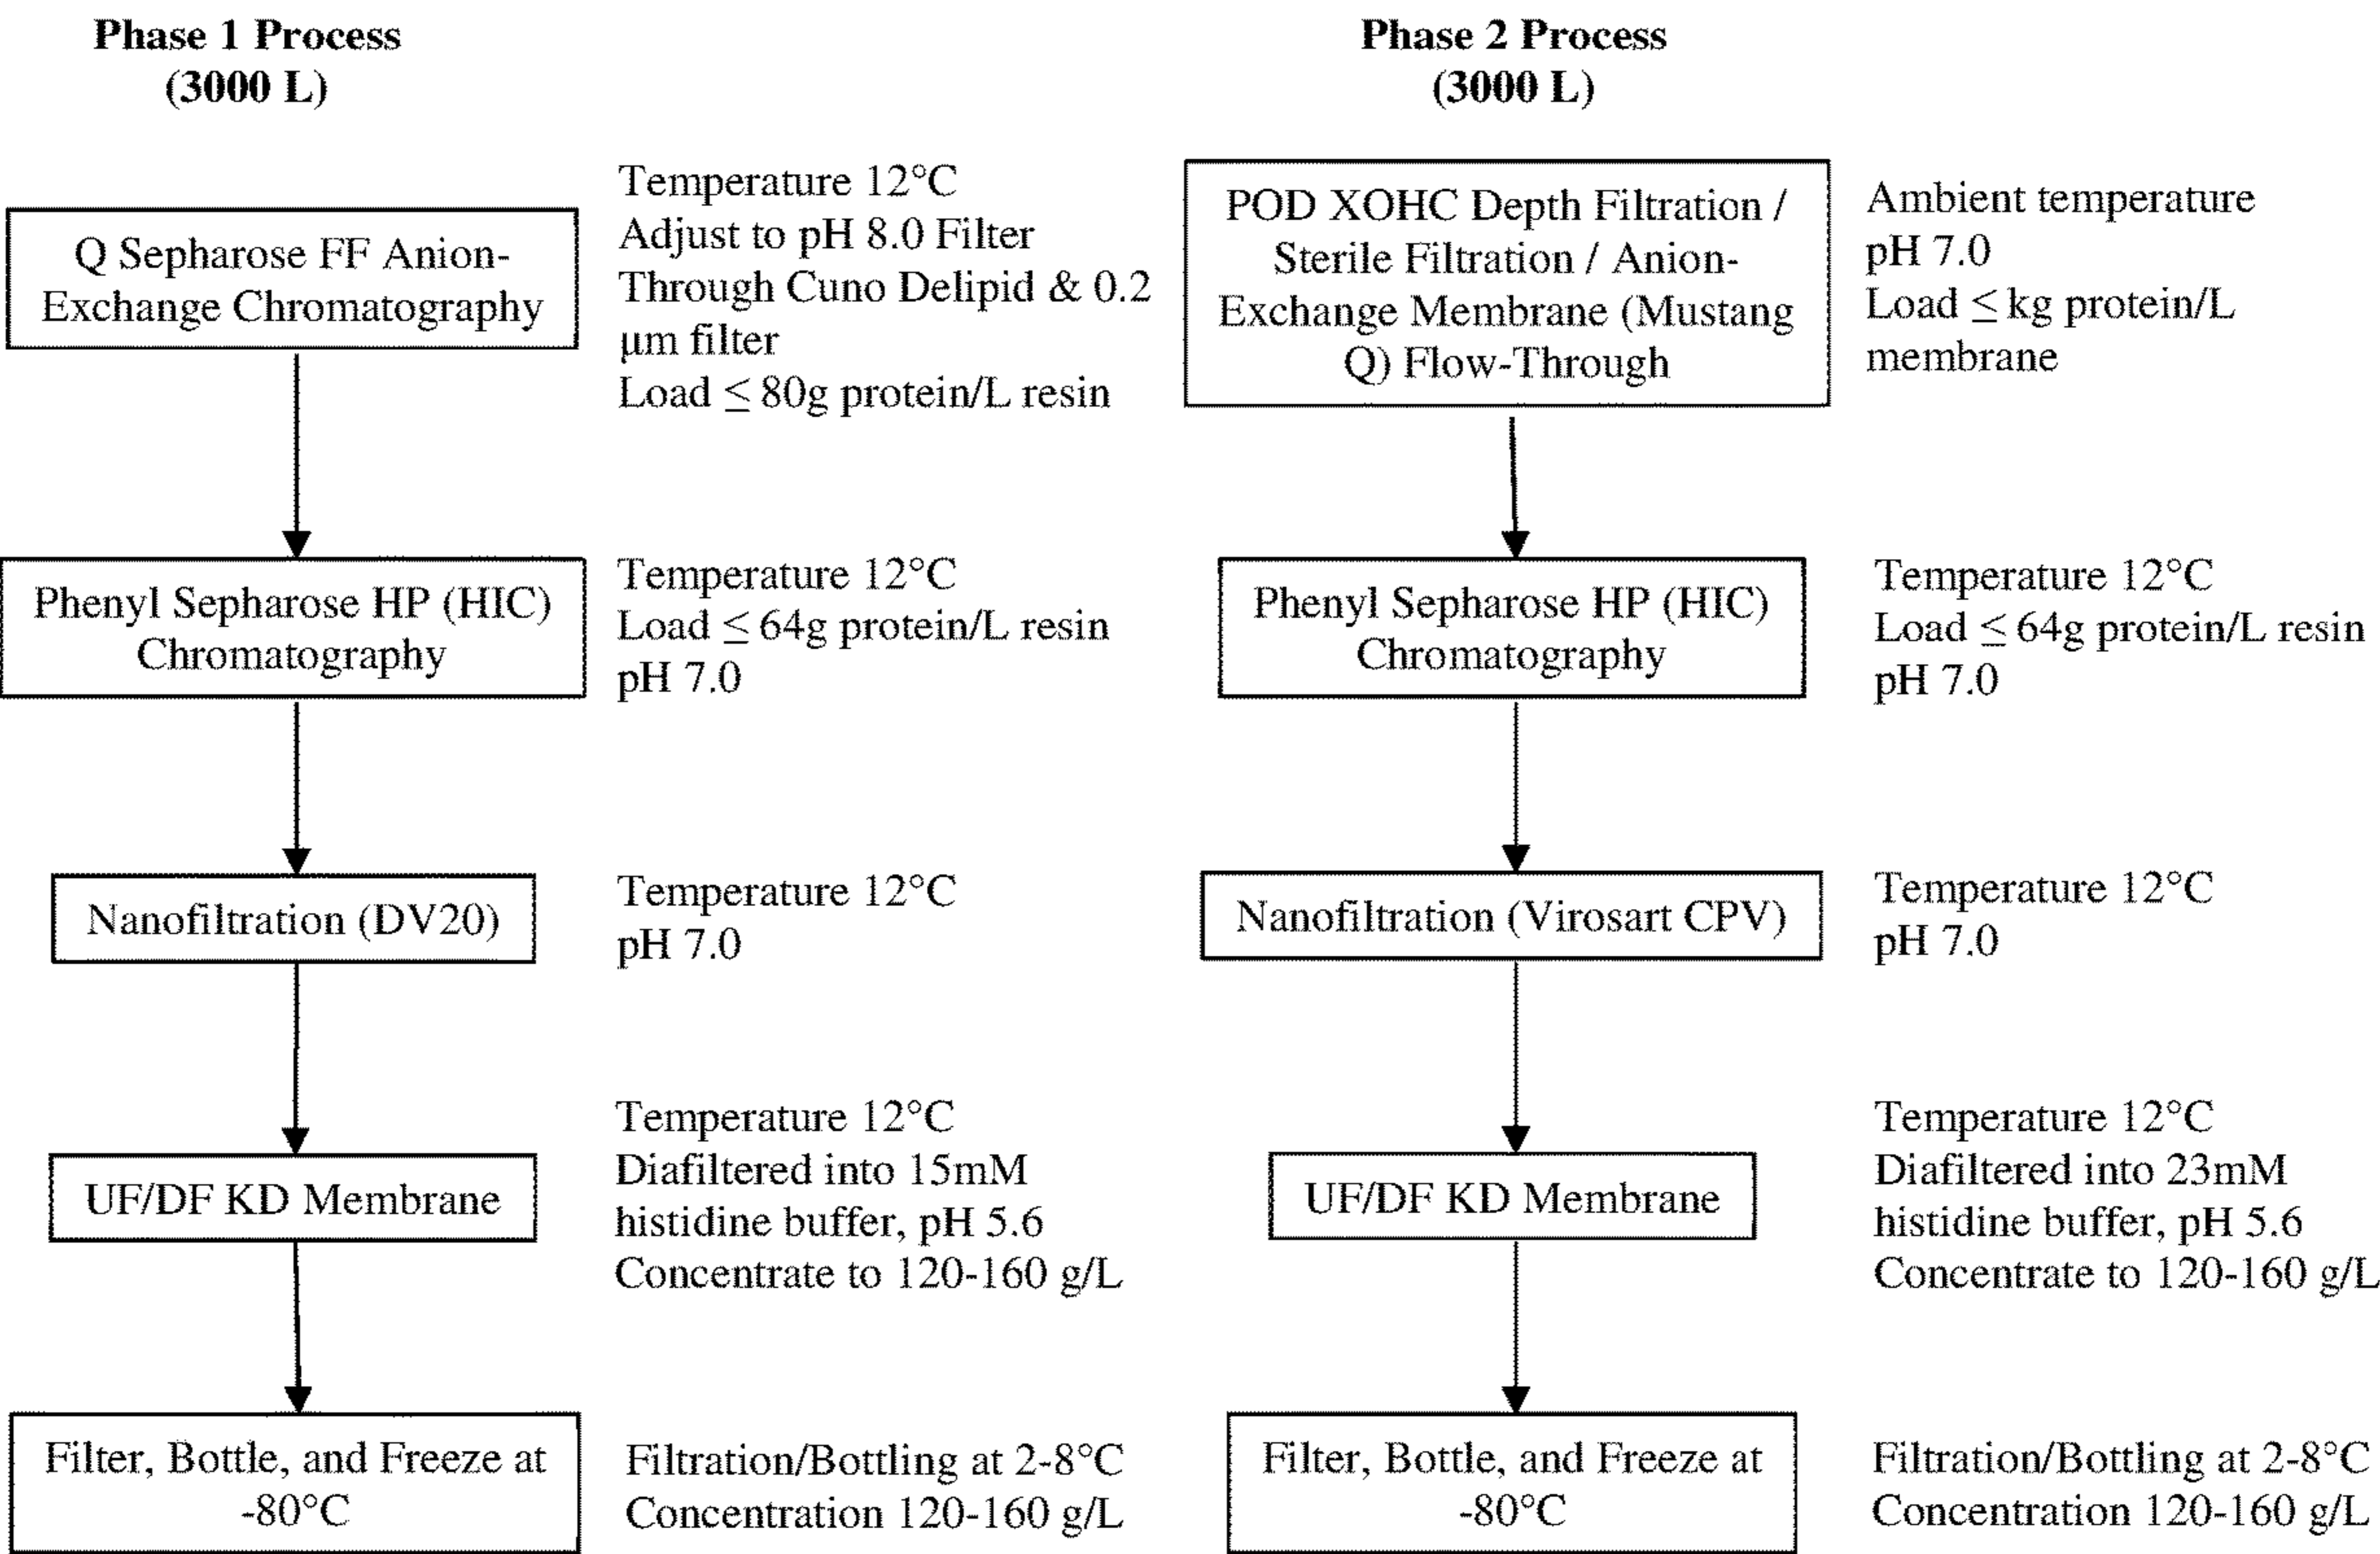 Phase 1 Process
(3000 L)
Q Sepharose FF Anion-
Exchange Chromatography
Temperature 12°C
Adjust to pH 8.0 Filter
Through Cuno Delipid & 0.2
μm filter
Load ≤ 80g protein/L resin
Phenyl Sepharose HP (HIC)
Chromatography
Temperature 12°C
Load ≤ 64g protein/L resin
pH 7.0
Nanofiltration (DV20)
Temperature 12°C
pH 7.0
UF/DF KD Membrane
Temperature 12°C
Diafiltered into 15mM
histidine buffer, pH 5.6
Concentrate to 120-160 g/L
Filter, Bottle, and Freeze at
-80°C
Filtration/Bottling at 2-8°C
Concentration 120-160 g/L
Phase 2 Process
(3000 L)
POD XOHC Depth Filtration /
Sterile Filtration / Anion-
Exchange Membrane (Mustang
Q) Flow-Through
Ambient temperature
pH 7.0
Load ≤ kg protein/L
membrane
Phenyl Sepharose HP (HIC)
Chromatography
Temperature 12°C
Load ≤ 64g protein/L resin
pH 7.0
Nanofiltration (Virosart CPV)
Temperature 12°C
pH 7.0
UF/DF KD Membrane
Temperature 12°C
Diafiltered into 23mM
histidine buffer, pH 5.6
Concentrate to 120-160 g/L
Filter, Bottle, and Freeze at
-80°C
Filtration/Bottling at 2-8°C
Concentration 120-160 g/L